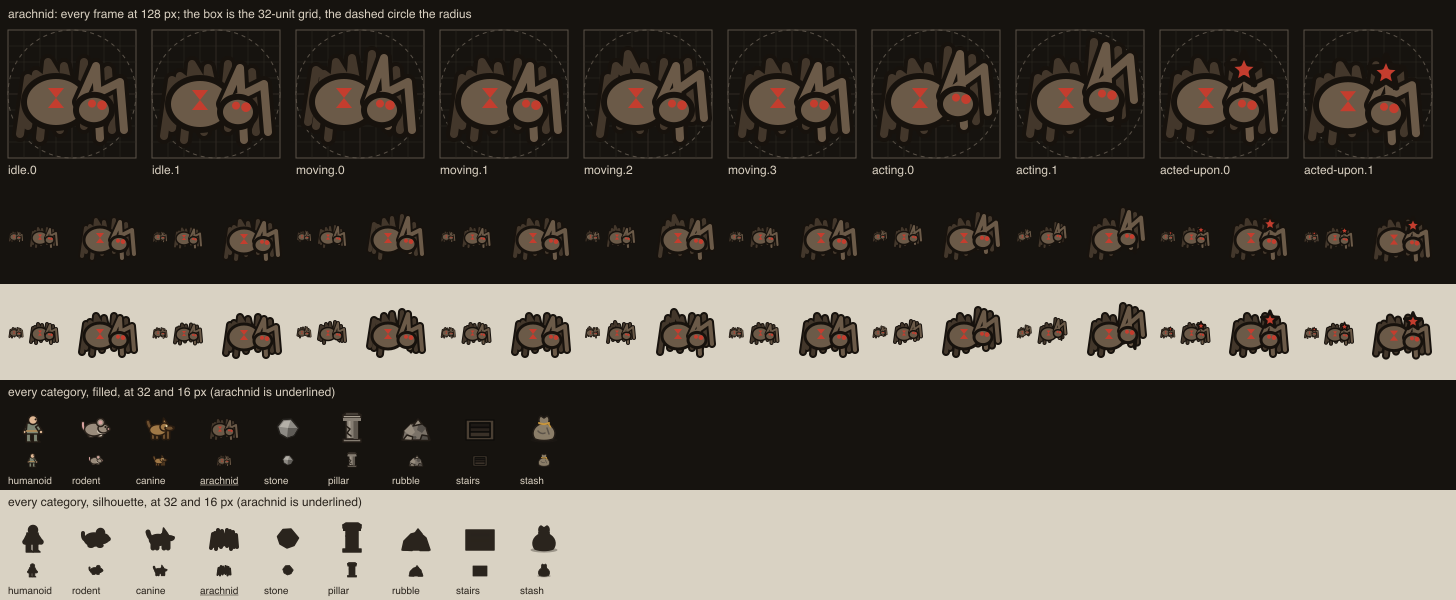 arachnid: every frame at 128 px; the box is the 32-unit grid, the dashed circle the radius
idle.0 idle.1 moving.0 moving.1 moving.2 moving.3 acting.0 acting.1 acted-upon.0 acted-upon.1
every category, filled, at 32 and 16 px (arachnid is underlined)
humanoid rodent canine arachnid stone pillar rubble stairs stash
every category, silhouette, at 32 and 16 px (arachnid is underlined)
humanoid rodent canine arachnid stone pillar rubble stairs stash